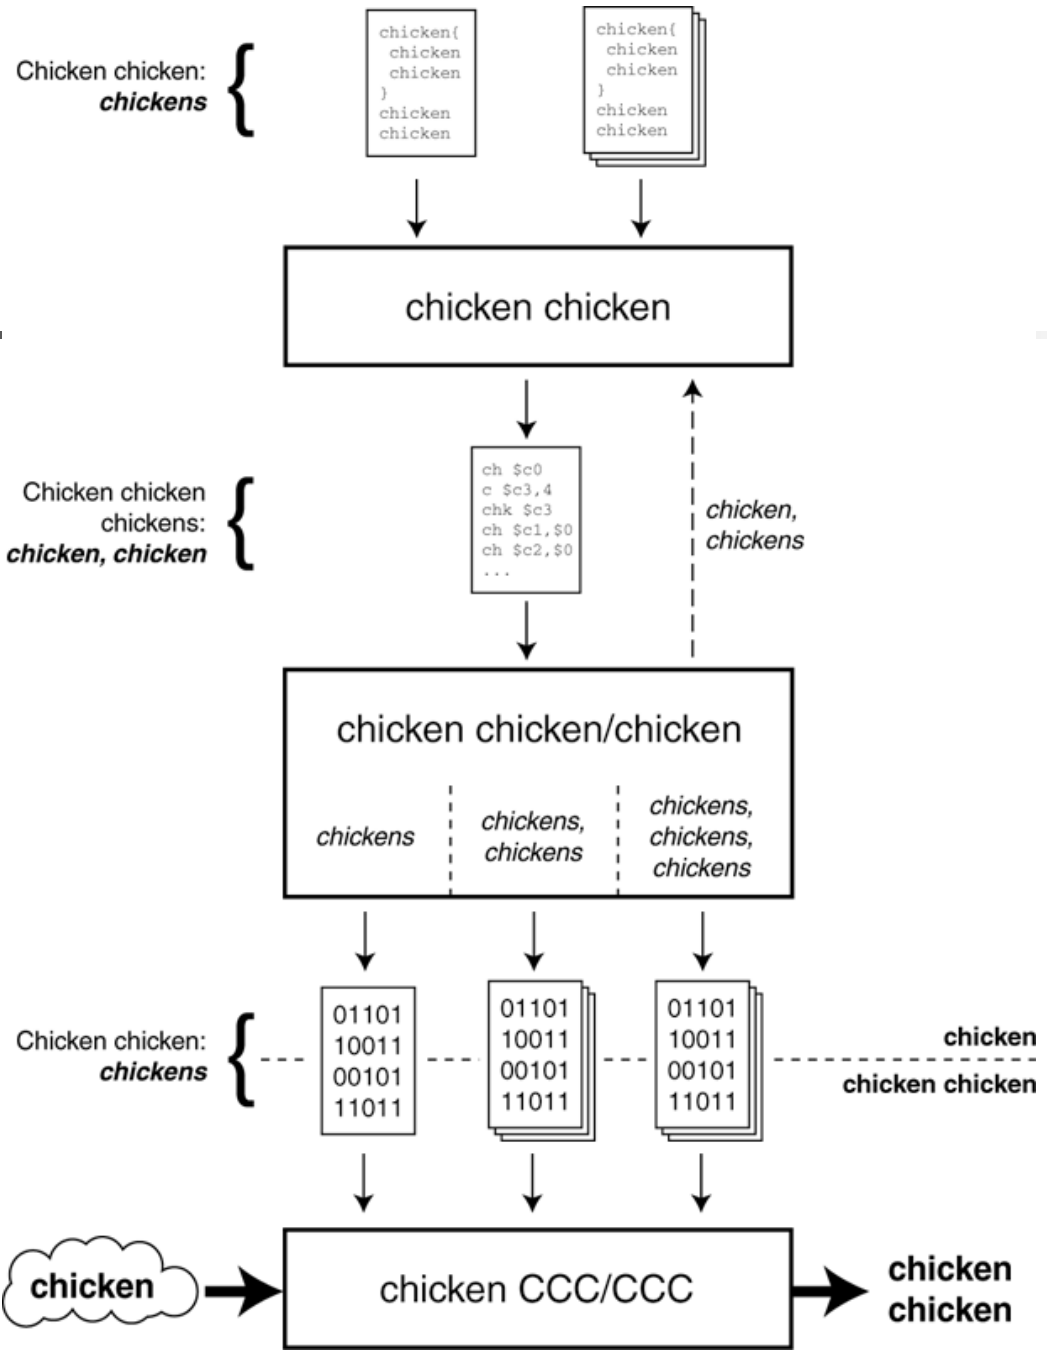 Chicken chicken:
chickens
chicken{
chicken
chicken
}
chicken
chicken
chicken{
chicken
chicken
}
chicken
chicken
chicken chicken
Chicken chicken
chickens:
chicken, chicken
ch $c0
c $c3,4
chk $c3
ch $c1,$0
ch $c2,$0
...
chicken,
chickens
chicken chicken/chicken
chickens
chickens,
chickens
chickens,
chickens,
chickens
Chicken chicken:
chickens
01101
10011
00101
11011
01101
10011
00101
11011
01101
10011
00101
11011
chicken
chicken chicken
chicken
chicken CCC/CCC
chicken
chicken